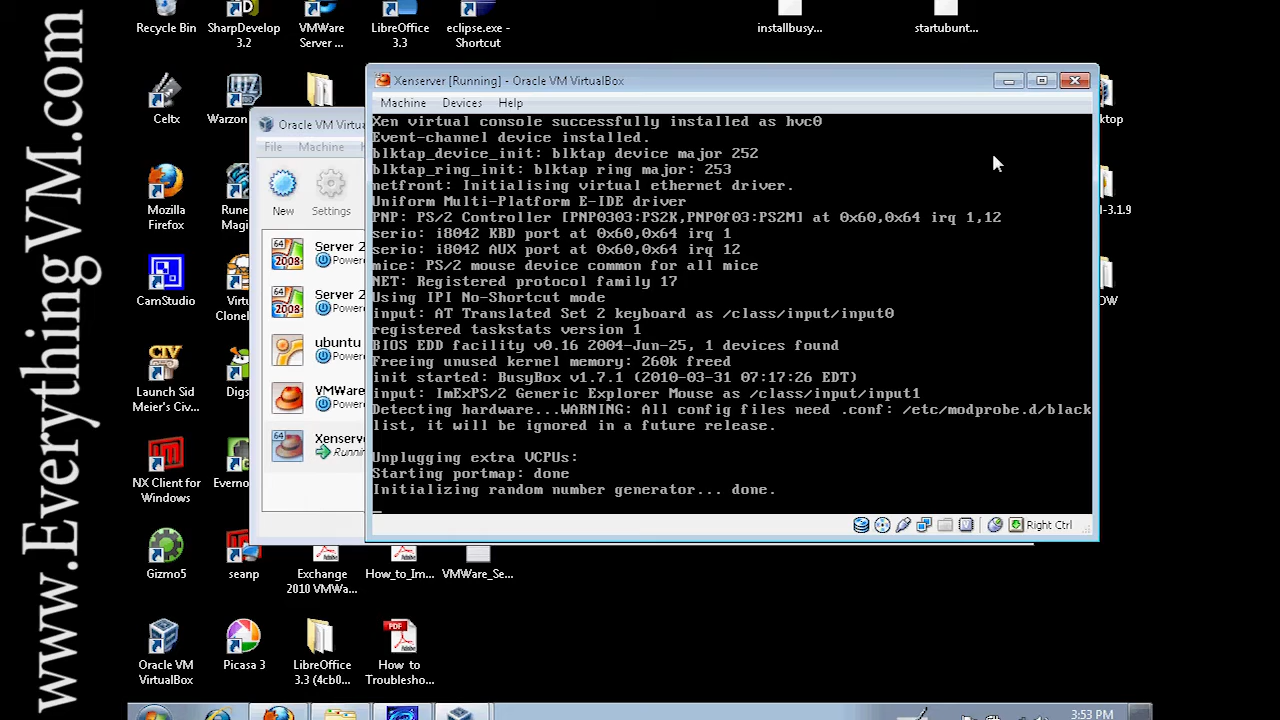 www.EverythingVM.com
Recycle Bin
SharpDevelop
3.2
VMWare
Server ...
LibreOffice
3.3
eclipse.exe -
Shortcut
installbusy...
startubunt...
Celtx
Warzon
Mozilla
Firefox
Rune
Magi
CamStudio
Virtu
Clonel
Launch Sid
Meier's Civ...
Digs
NX Client for
Windows
Everno
Gizmo5
seanp
Exchange
2010 VMWa...
How_to_Im...
VMWare_Se...
Oracle VM
VirtualBox
Picasa 3
LibreOffice
3.3 (4cb0...
How to
Troublesho...
ktop
-3.1.9
OW
Oracle VM Virtu
File Machine
New
Settings
64
2008
Server 2
Powere
64
2008
Server 2
Powere
ubuntu
Powere
VMWare
Powere
64
Xenserve
Runnin
Xenserver [Running] - Oracle VM VirtualBox
Machine Devices Help
Xen virtual console successfully installed as hvc0
Event-channel device installed.
blktap_device_init: blktap device major 252
blktap_ring_init: blktap ring major: 253
netfront: Initialising virtual ethernet driver.
Uniform Multi-Platform E-IDE driver
PNP: PS/2 Controller [PNP0303:PS2K,PNP0f03:PS2M] at 0x60,0x64 irq 1,12
serio: i8042 KBD port at 0x60,0x64 irq 1
serio: i8042 AUX port at 0x60,0x64 irq 12
mice: PS/2 mouse device common for all mice
NET: Registered protocol family 17
Using IPI No-Shortcut mode
input: AT Translated Set 2 keyboard as /class/input/input0
registered taskstats version 1
BIOS EDD facility v0.16 2004-Jun-25, 1 devices found
Freeing unused kernel memory: 260k freed
init started: BusyBox v1.7.1 (2010-03-31 07:17:26 EDT)
input: ImExPS/2 Generic Explorer Mouse as /class/input/input1
Detecting hardware...WARNING: All config files need .conf: /etc/modprobe.d/black
list, it will be ignored in a future release.
Unplugging extra VCPUs:
Starting portmap: done
Initializing random number generator... done.
Right Ctrl
3:53 PM